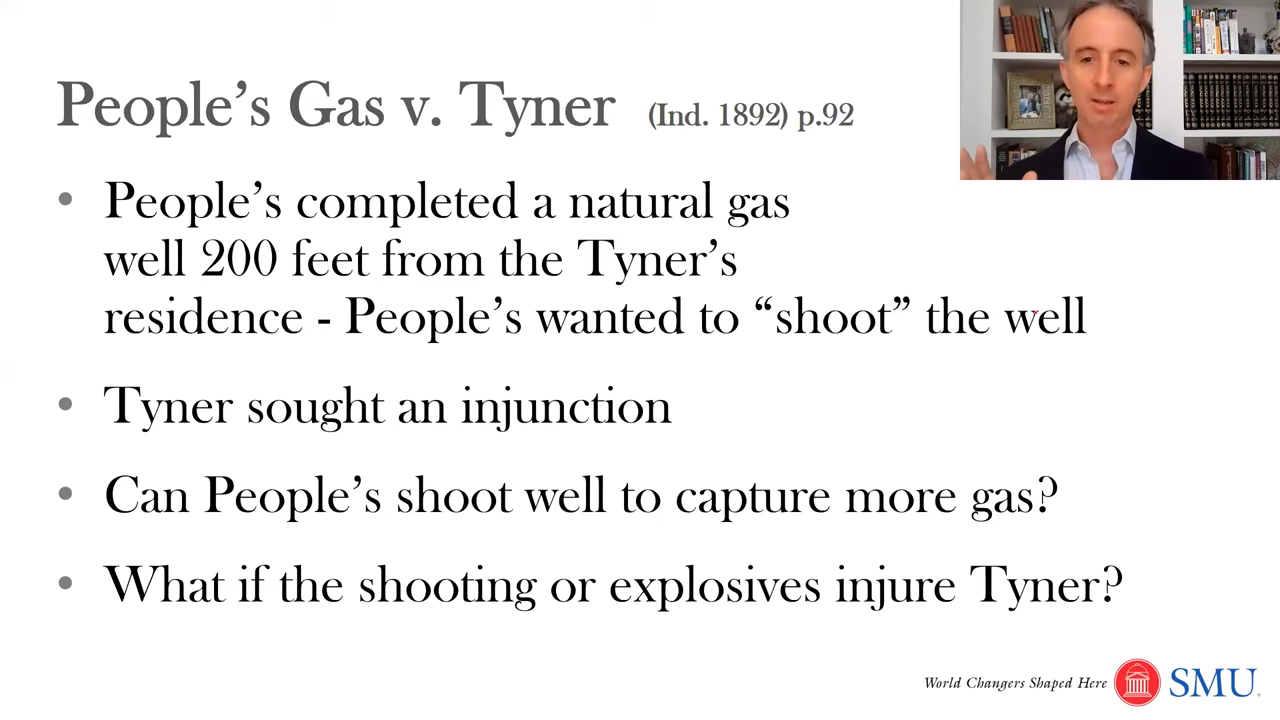 People’s Gas v. Tyner (Ind. 1892) p.92
• People’s completed a natural gas
well 200 feet from the Tyner’s
residence - People’s wanted to “shoot” the well
• Tyner sought an injunction
• Can People’s shoot well to capture more gas?
• What if the shooting or explosives injure Tyner?
World Changers Shaped Here SMU